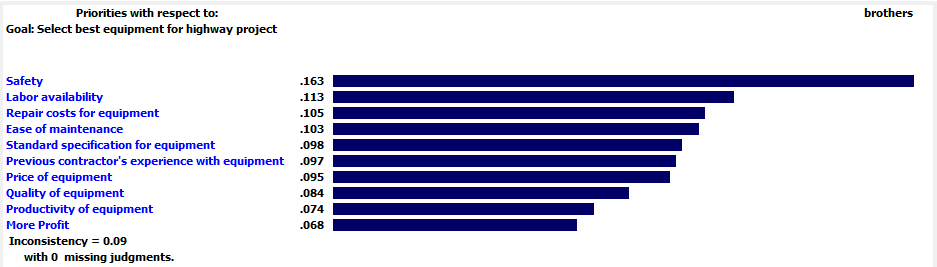 Priorities with respect to: brothers
Goal: Select best equipment for highway project
Safety .163
Labor availability .113
Repair costs for equipment .105
Ease of maintenance .103
Standard specification for equipment .098
Previous contractor's experience with equipment .097
Price of equipment .095
Quality of equipment .084
Productivity of equipment .074
More Profit .068
Inconsistency = 0.09
with 0 missing judgments.